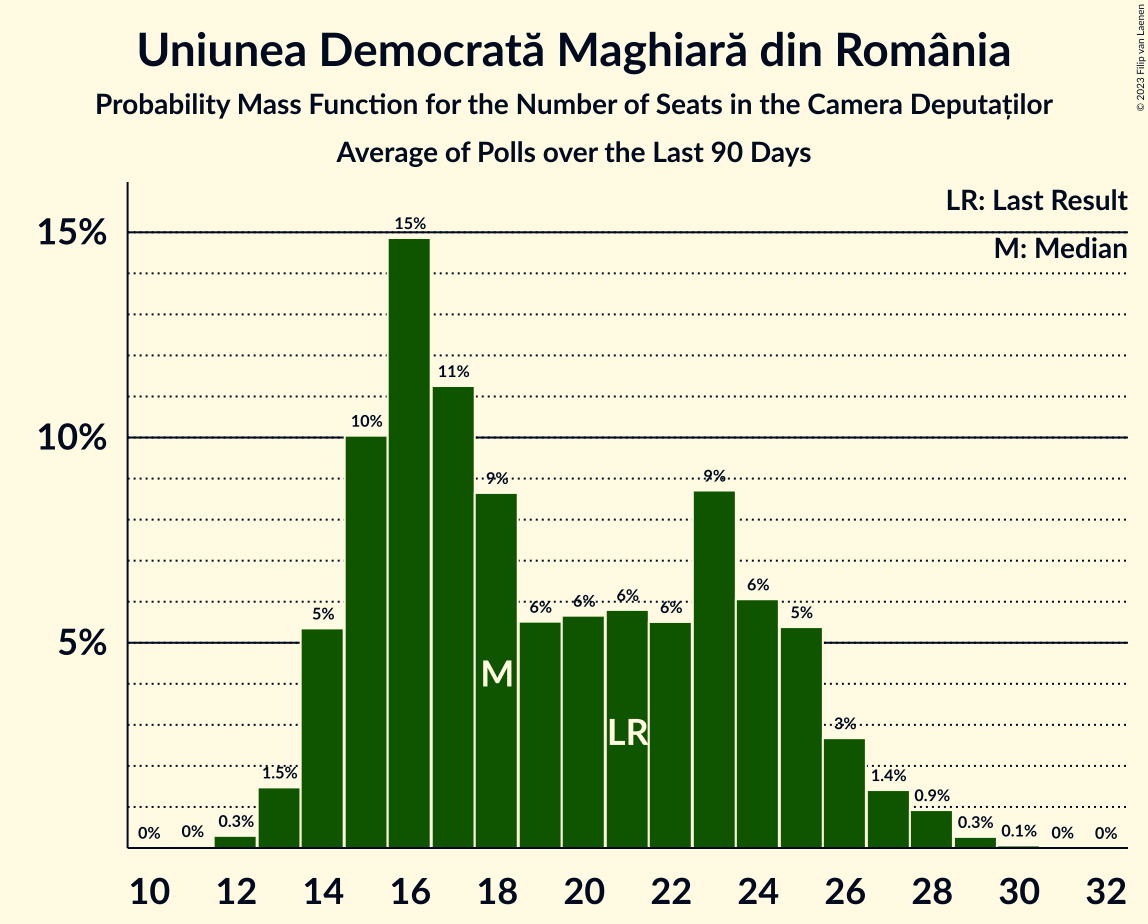 Uniunea Democrată Maghiară din România
Probability Mass Function for the Number of Seats in the Camera Deputaților
Average of Polls over the Last 90 Days
© 2023 Filip van Laenen
LR: Last Result
M: Median
15%
10%
5%
0%
0%
0.3%
1.5%
5%
10%
15%
11%
9%
6%
6%
6%
6%
9%
6%
5%
3%
1.4%
0.9%
0.3%
0.1%
0%
0%
M
LR
10 12 14 16 18 20 22 24 26 28 30 32